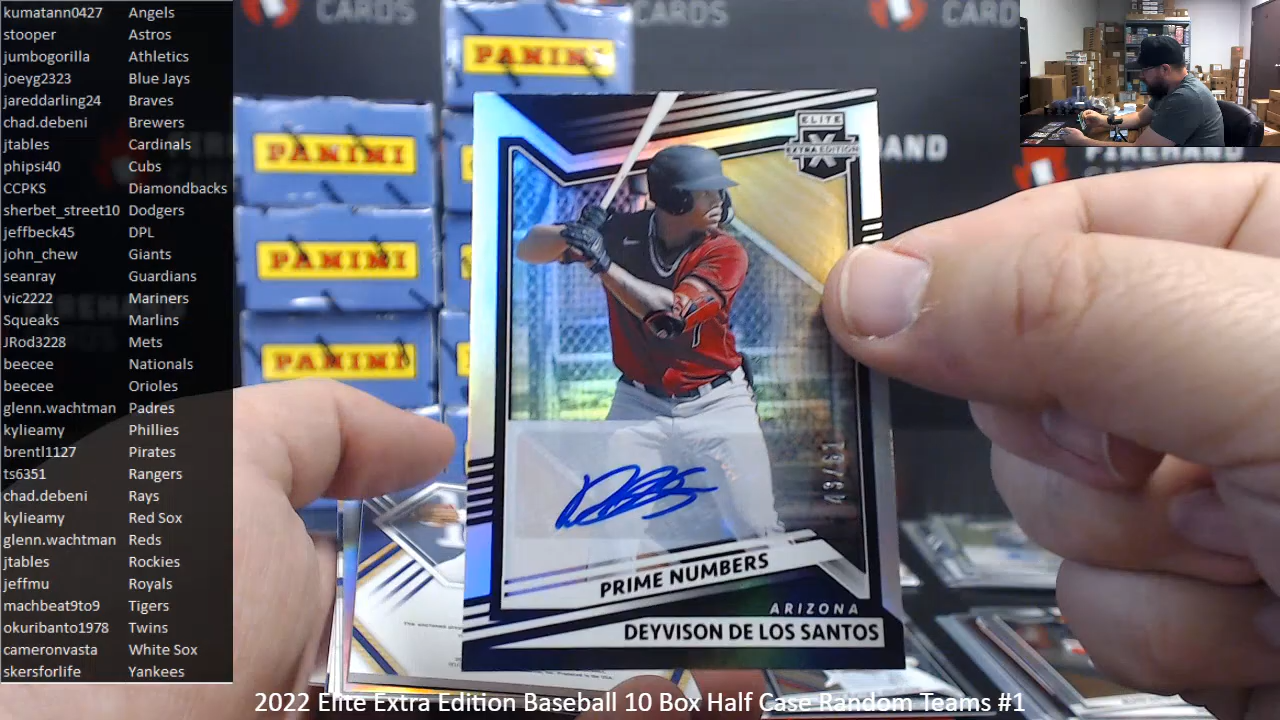 kumatann0427 Angels
stooper Astros
jumbogorilla Athletics
joeyg2323 Blue Jays
jareddarling24 Braves
chad.debeni Brewers
jtables Cardinals
phipsi40 Cubs
CCPKS Diamondbacks
sherbet_street10 Dodgers
jeffbeck45 DPL
john_chew Giants
seanray Guardians
vic2222 Mariners
Squeaks Marlins
JRod3228 Mets
beecee Nationals
beecee Orioles
glenn.wachtman Padres
kylieamy Phillies
brentl1127 Pirates
ts6351 Rangers
chad.debeni Rays
kylieamy Red Sox
glenn.wachtman Reds
jtables Rockies
jeffmu Royals
machbeat9to9 Tigers
okuribanto1978 Twins
cameronvasta White Sox
skersforlife Yankees
CARDS
CARDS
CARD
PANINI
PANINI
PANINI
PANINI
ELITE
EXTRA EDITION
X
PRIME NUMBERS
ARIZONA
DEYVISON DE LOS SANTOS
FIREHAND
2022 Elite Extra Edition Baseball 10 Box Half Case Random Teams #1